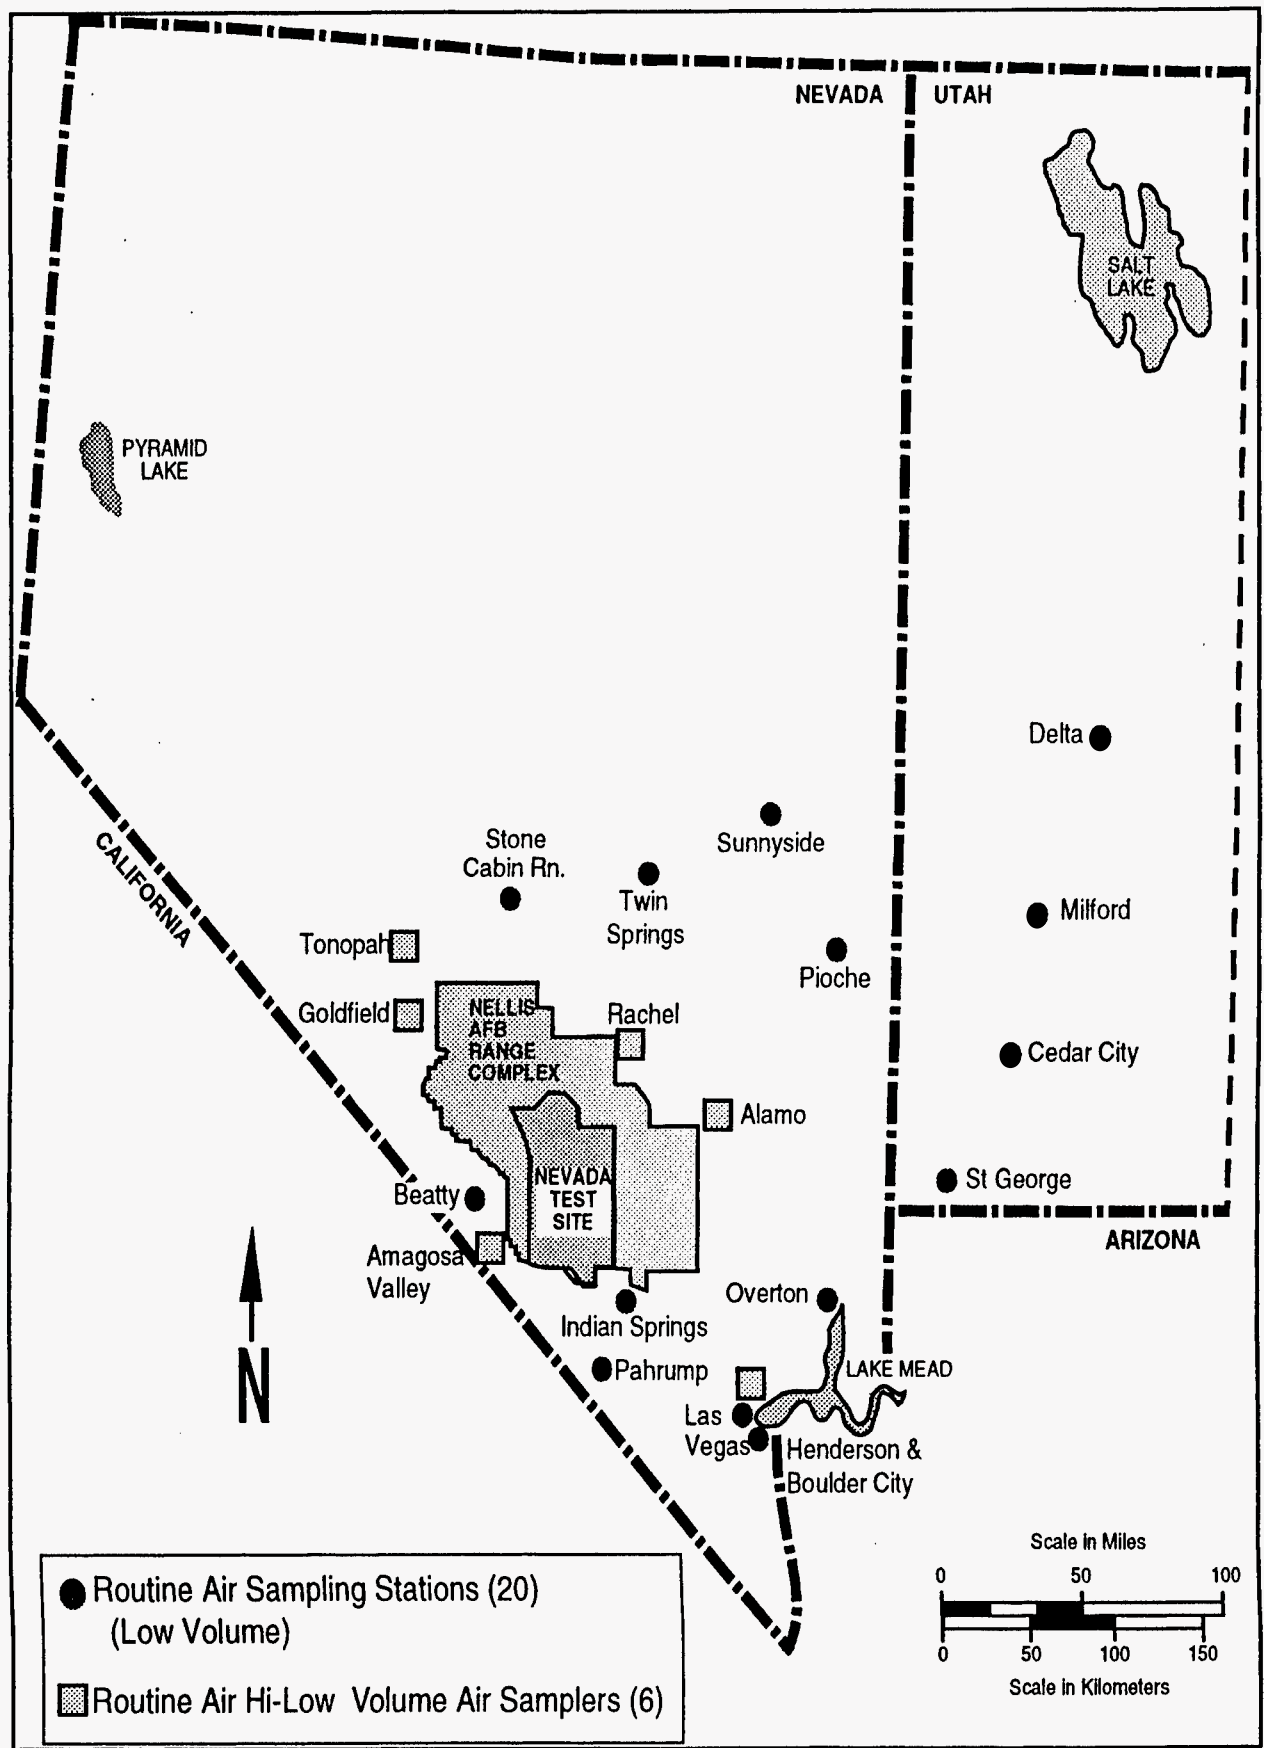 NEVADA
UTAH
SALT
LAKE
PYRAMID
LAKE
Delta
Sunnyside
Stone
Cabin Rn.
Twin
Springs
CALIFORNIA
Milford
Tonopah
Pioche
Goldfield
NELLIS
AFB
RANGE
COMPLEX
Rachel
Cedar City
Alamo
NEVADA
TEST
SITE
Beatty
St George
ARIZONA
Amagosa
Valley
Overton
Indian Springs
N
Pahrump
LAKE MEAD
Las
Vegas
Henderson &
Boulder City
Scale in Miles
0 50 100
0 50 100 150
Scale in Kilometers
Routine Air Sampling Stations (20)
(Low Volume)
Routine Air Hi-Low Volume Air Samplers (6)